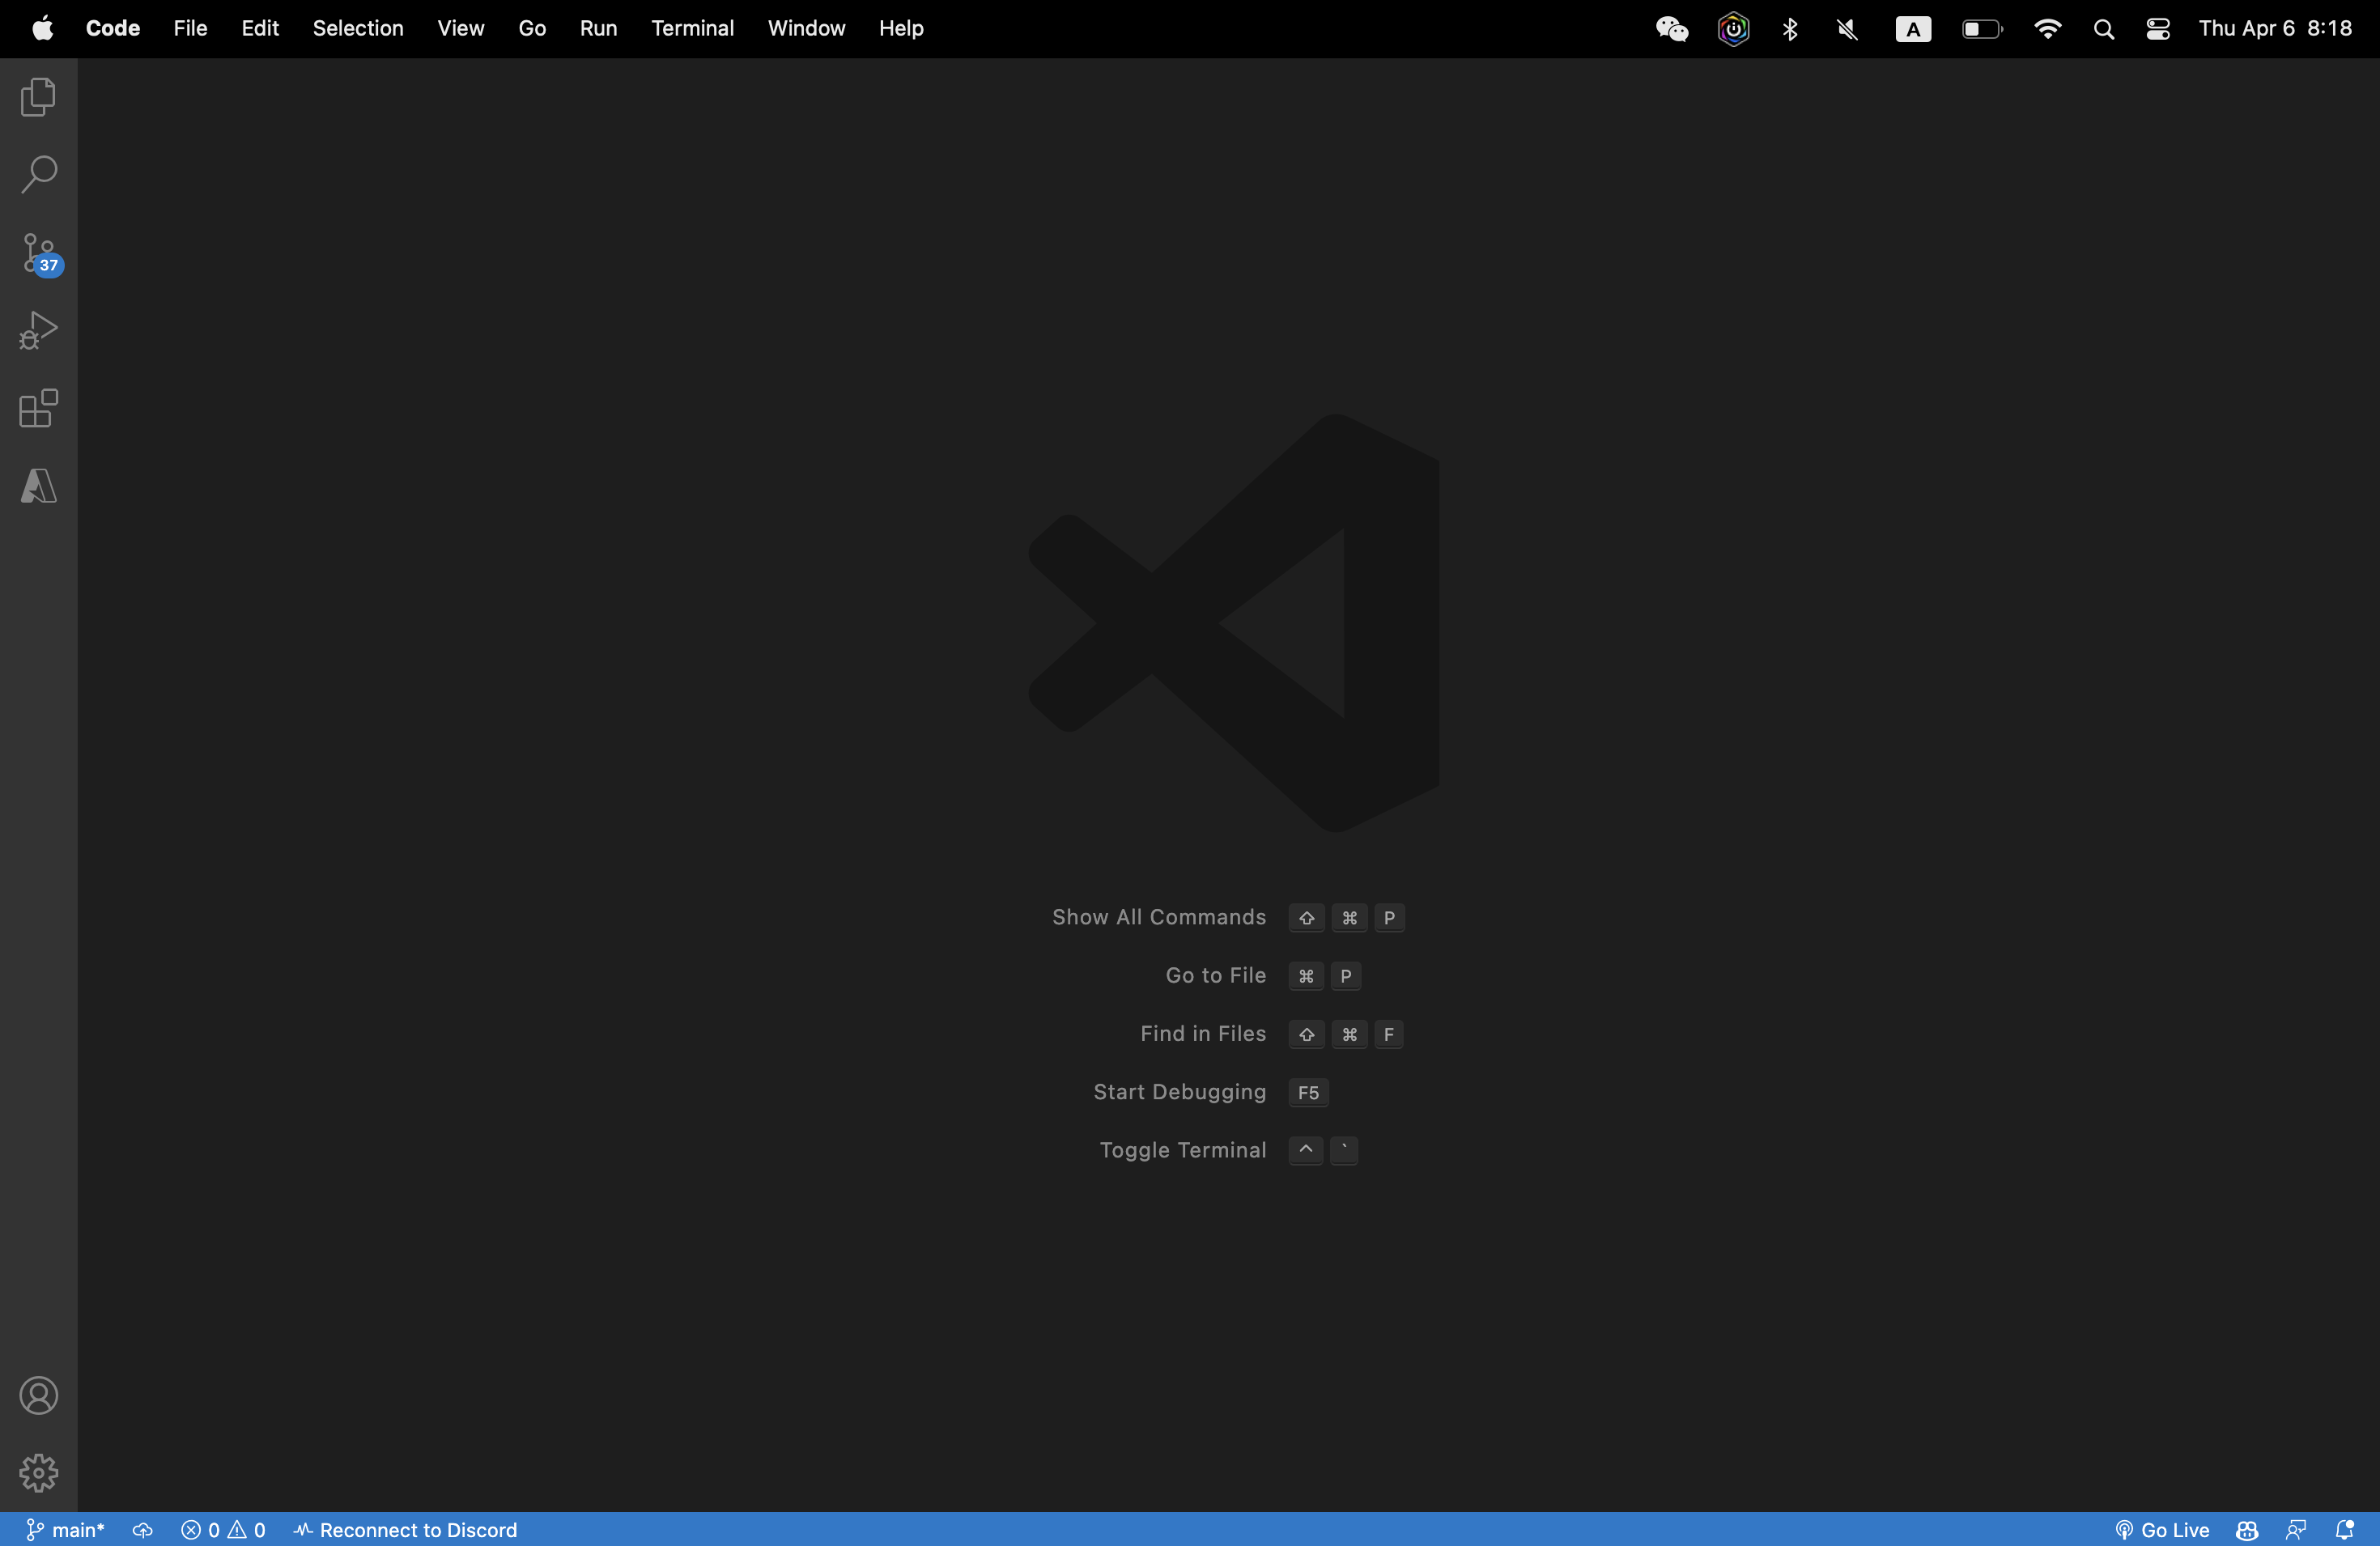 Code File Edit Selection View Go Run Terminal Window Help A Thu Apr 6 8:18
37
Show All Commands ⇧ ⌘ P
Go to File ⌘ P
Find in Files ⇧ ⌘ F
Start Debugging F5
Toggle Terminal ^ `
main* 0 0 Reconnect to Discord Go Live